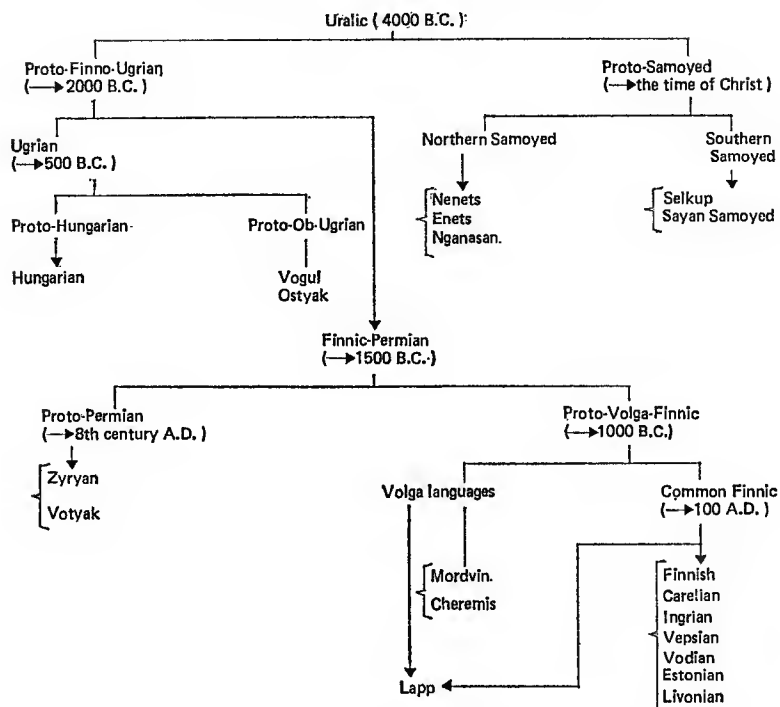 Uralic (4000 B.C.):
Proto-Finno-Ugrian
(→2000 B.C.)
Proto-Samoyed
(→the time of Christ)
Ugrian
(→500 B.C.)
Northern Samoyed
Southern
Samoyed
Nenets
Enets
Nganasan.
Selkup
Sayan Samoyed
Proto-Hungarian
Proto-Ob-Ugrian
Hungarian
Vogul
Ostyak
Finnic-Permian
(→1500 B.C.)
Proto-Permian
(→8th century A.D.)
Proto-Volga-Finnic
(→1000 B.C.)
Zyryan
Votyak
Volga languages
Common Finnic
(→100 A.D.)
Mordvin.
Cheremis
Finnish
Carelian
Ingrian
Vepsian
Vodian
Estonian
Livonian
Lapp